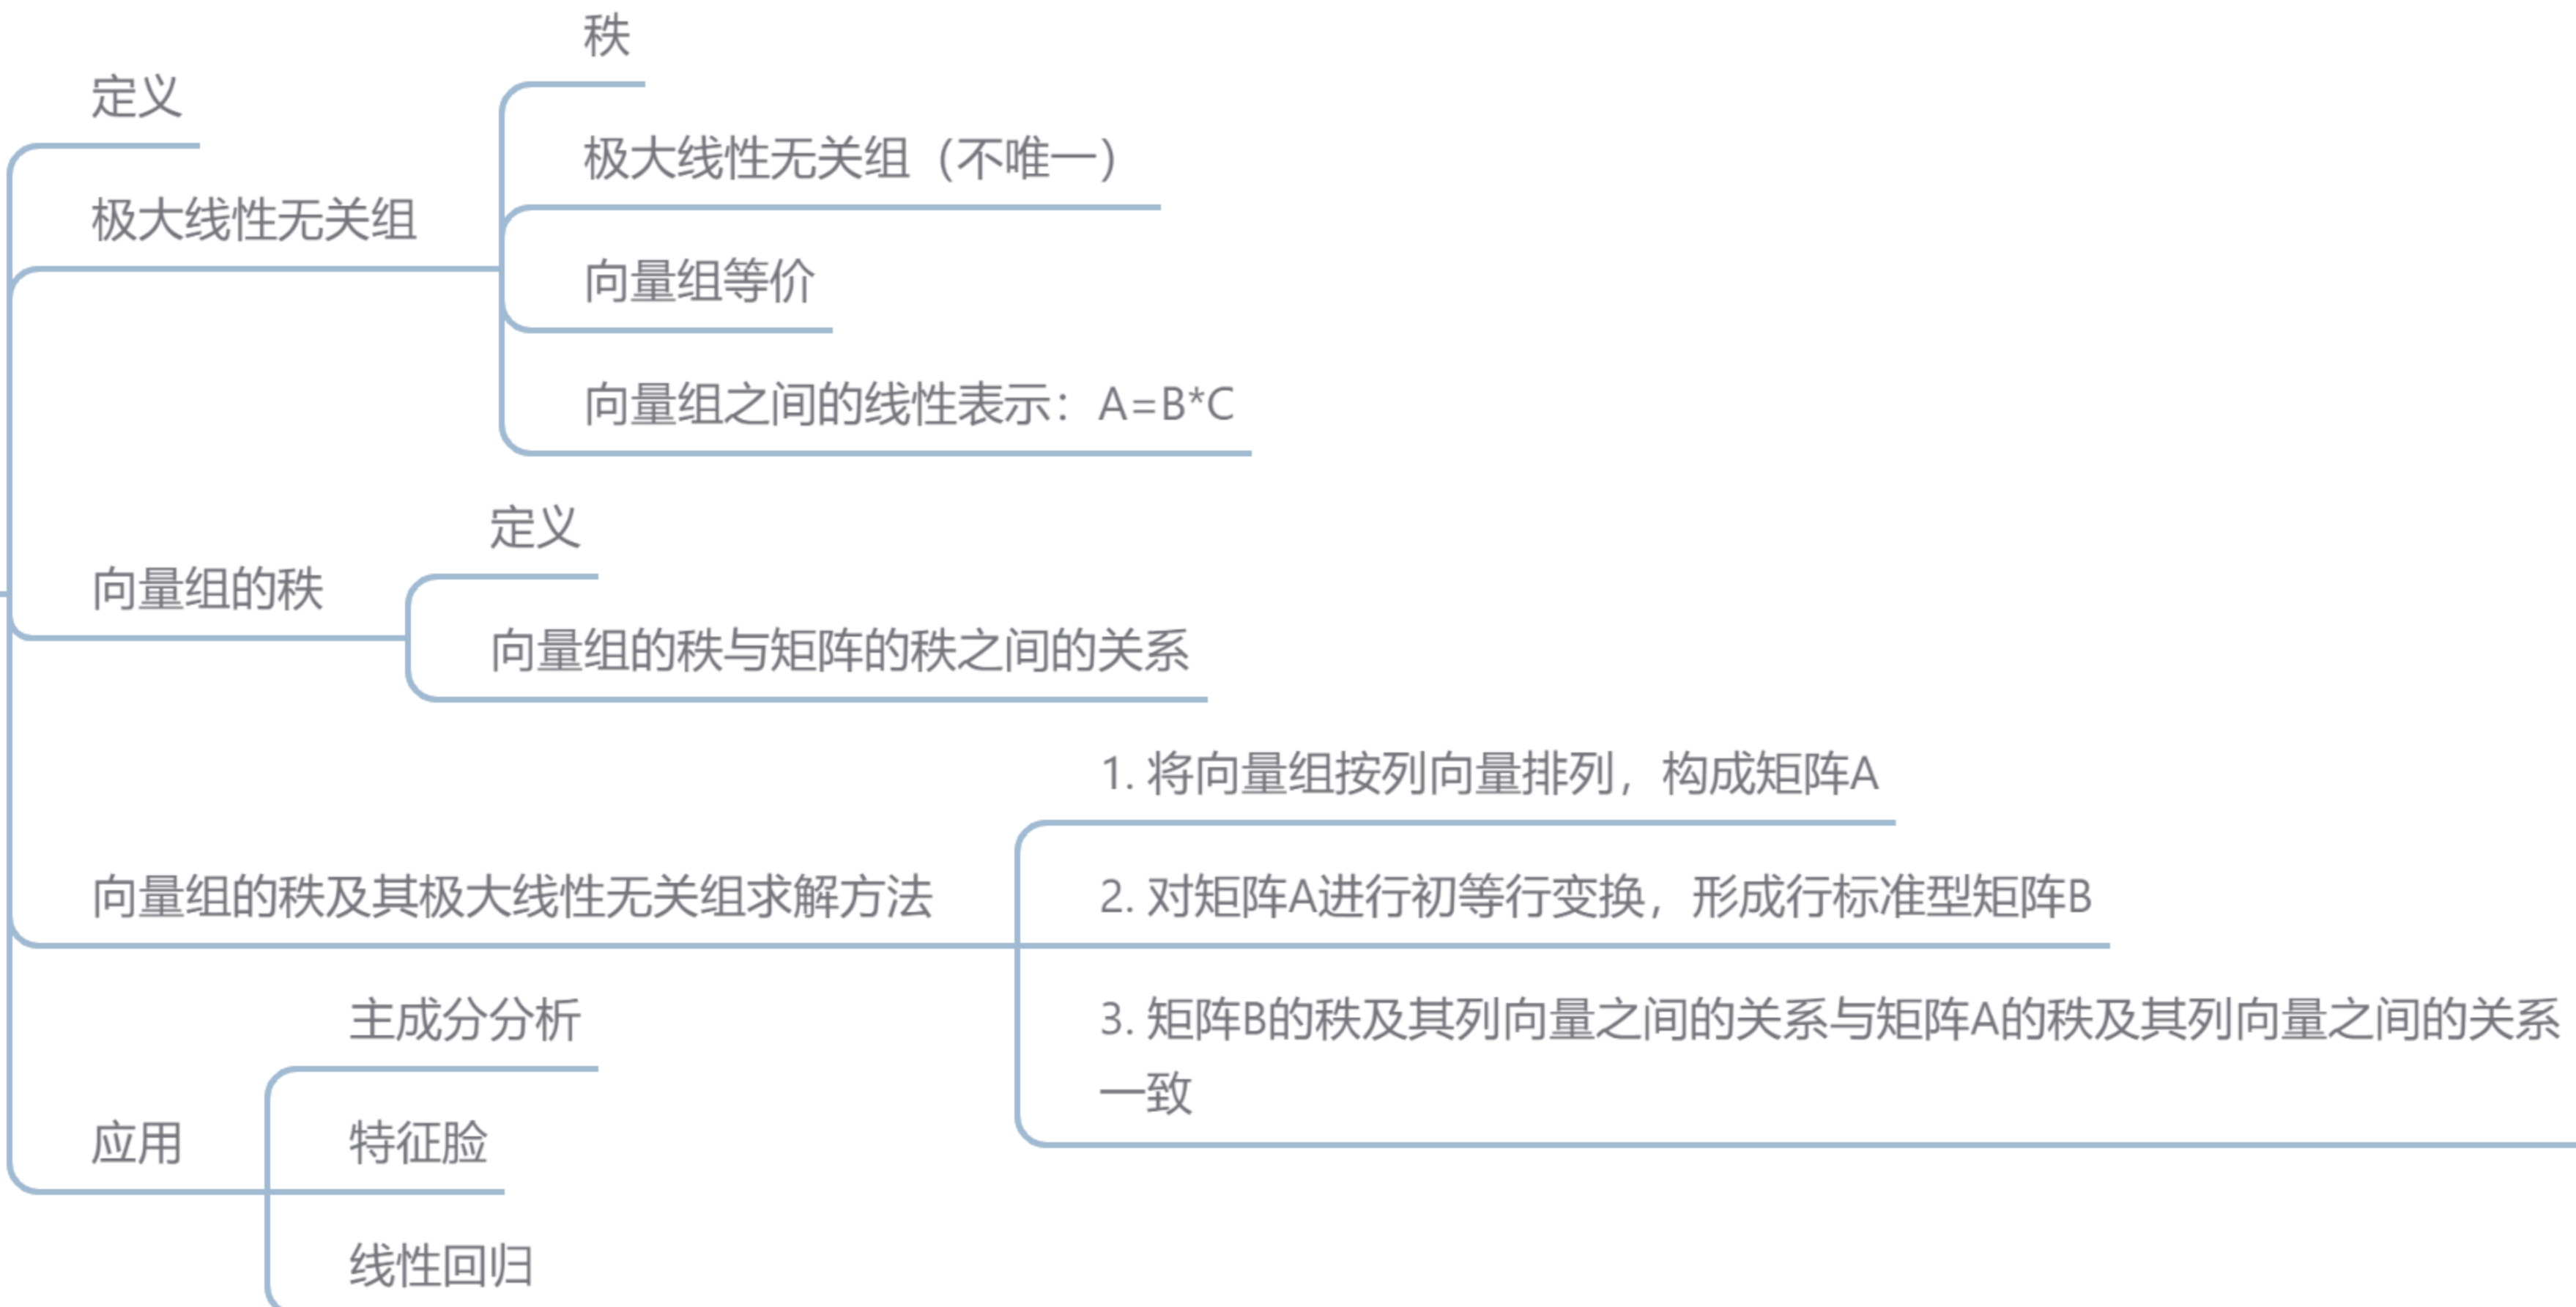 定义
极大线性无关组
秩
极大线性无关组（不唯一）
向量组等价
向量组之间的线性表示：A=B*C
向量组的秩
定义
向量组的秩与矩阵的秩之间的关系
向量组的秩及其极大线性无关组求解方法
1. 将向量组按列向量排列，构成矩阵A
2. 对矩阵A进行初等行变换，形成行标准型矩阵B
3. 矩阵B的秩及其列向量之间的关系与矩阵A的秩及其列向量之间的关系
一致
应用
主成分分析
特征脸
线性回归